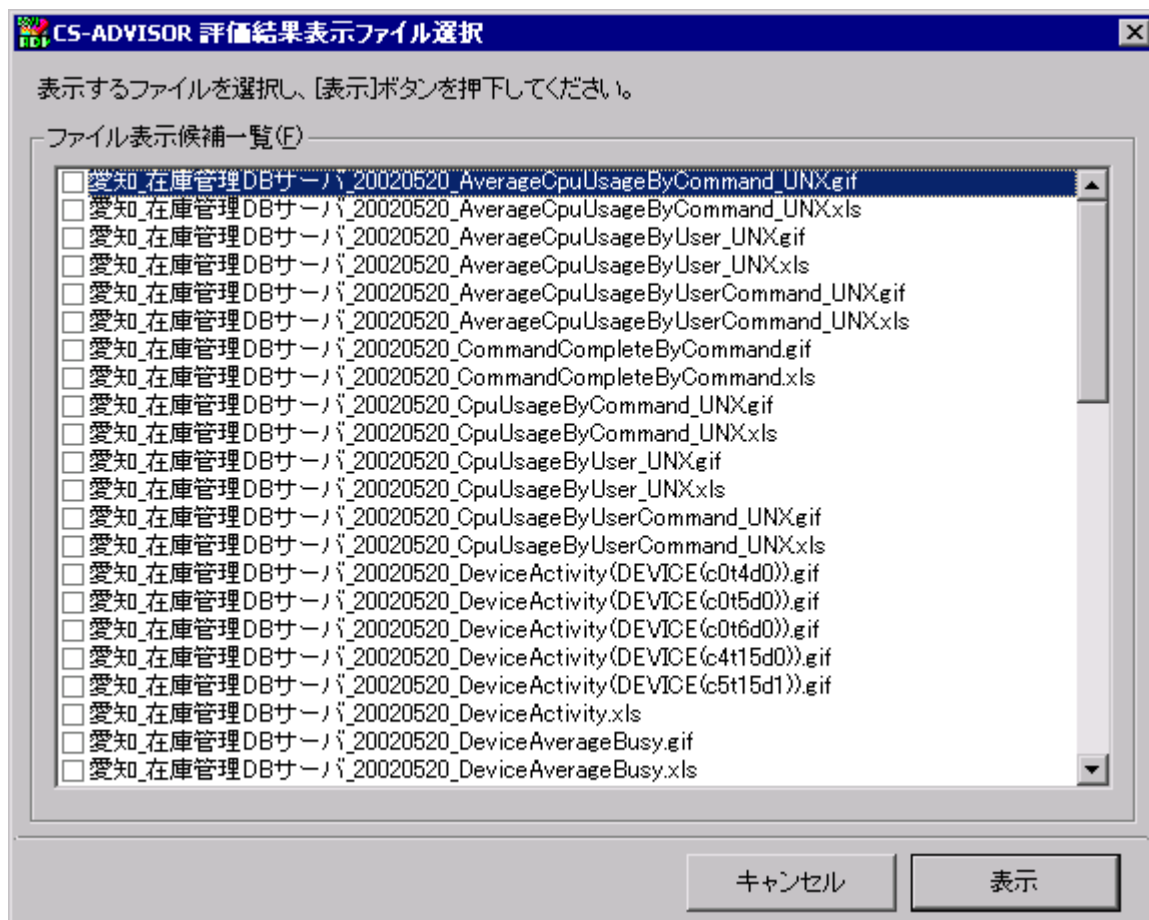 CS-ADVISOR 評価結果表示ファイル選択
表示するファイルを選択し、[表示]ボタンを押下してください。
ファイル表示候補一覧(F)
愛知_在庫管理DBサーバ_20020520_AverageCpuUsageByCommand_UNX.gif
愛知_在庫管理DBサーバ_20020520_AverageCpuUsageByCommand_UNX.xls
愛知_在庫管理DBサーバ_20020520_AverageCpuUsageByUser_UNX.gif
愛知_在庫管理DBサーバ_20020520_AverageCpuUsageByUser_UNX.xls
愛知_在庫管理DBサーバ_20020520_AverageCpuUsageByUserCommand_UNX.gif
愛知_在庫管理DBサーバ_20020520_AverageCpuUsageByUserCommand_UNX.xls
愛知_在庫管理DBサーバ_20020520_CommandCompleteByCommand.gif
愛知_在庫管理DBサーバ_20020520_CommandCompleteByCommand.xls
愛知_在庫管理DBサーバ_20020520_CpuUsageByCommand_UNX.gif
愛知_在庫管理DBサーバ_20020520_CpuUsageByCommand_UNX.xls
愛知_在庫管理DBサーバ_20020520_CpuUsageByUser_UNX.gif
愛知_在庫管理DBサーバ_20020520_CpuUsageByUser_UNX.xls
愛知_在庫管理DBサーバ_20020520_CpuUsageByUserCommand_UNX.gif
愛知_在庫管理DBサーバ_20020520_CpuUsageByUserCommand_UNX.xls
愛知_在庫管理DBサーバ_20020520_DeviceActivity(DEVICE(c0t4d0)).gif
愛知_在庫管理DBサーバ_20020520_DeviceActivity(DEVICE(c0t5d0)).gif
愛知_在庫管理DBサーバ_20020520_DeviceActivity(DEVICE(c0t6d0)).gif
愛知_在庫管理DBサーバ_20020520_DeviceActivity(DEVICE(c4t15d0)).gif
愛知_在庫管理DBサーバ_20020520_DeviceActivity(DEVICE(c5t15d1)).gif
愛知_在庫管理DBサーバ_20020520_DeviceActivity.xls
愛知_在庫管理DBサーバ_20020520_DeviceAverageBusy.gif
愛知_在庫管理DBサーバ_20020520_DeviceAverageBusy.xls
キャンセル
表示